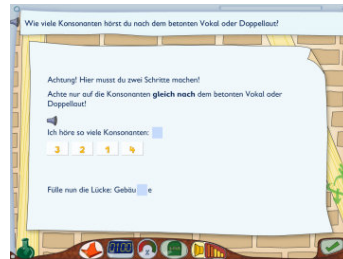 Wie viele Konsonanten hörst du nach dem betonten Vokal oder Doppellaut?
Achtung! Hier musst du zwei Schritte machen!
Achte nur auf die Konsonanten gleich nach dem betonten Vokal oder
Doppellaut!
Ich höre so viele Konsonanten:
3 2 1 4
Fülle nun die Lücke: Gebäu e
0100